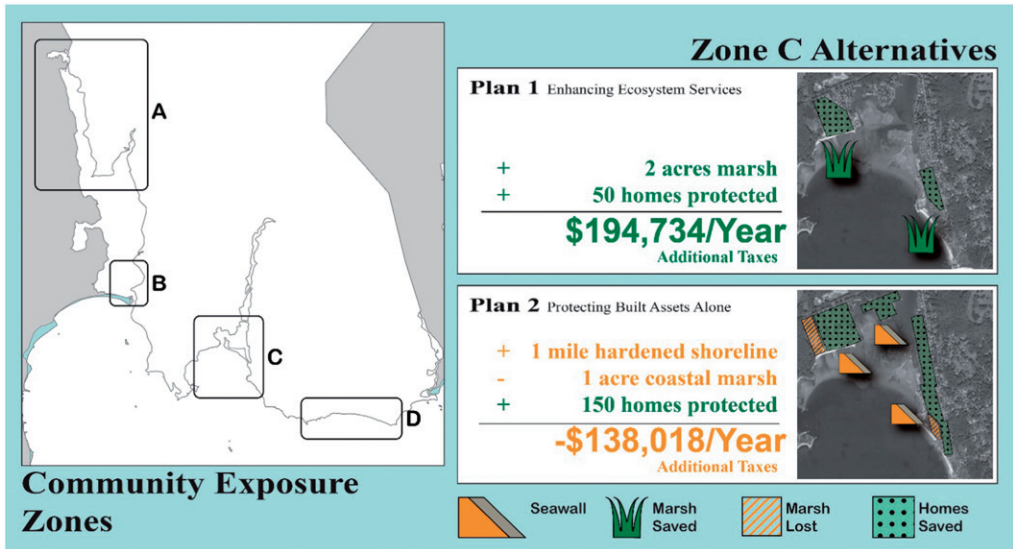 A
B
C
D
Community Exposure
Zones
Zone C Alternatives
Plan 1 Enhancing Ecosystem Services
+ 2 acres marsh
+ 50 homes protected
$194,734/Year
Additional Taxes
Plan 2 Protecting Built Assets Alone
+ 1 mile hardened shoreline
- 1 acre coastal marsh
+ 150 homes protected
-$138,018/Year
Additional Taxes
Seawall
Marsh
Saved
Marsh
Lost
Homes
Saved